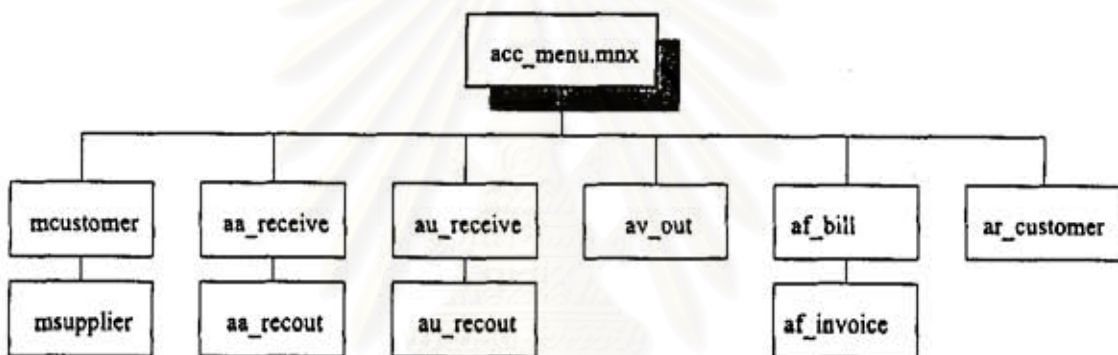 acc_menu.mnx
mcustomer
aa_receive
au_receive
av_out
af_bill
ar_customer
msupplier
aa_recout
au_recout
af_invoice